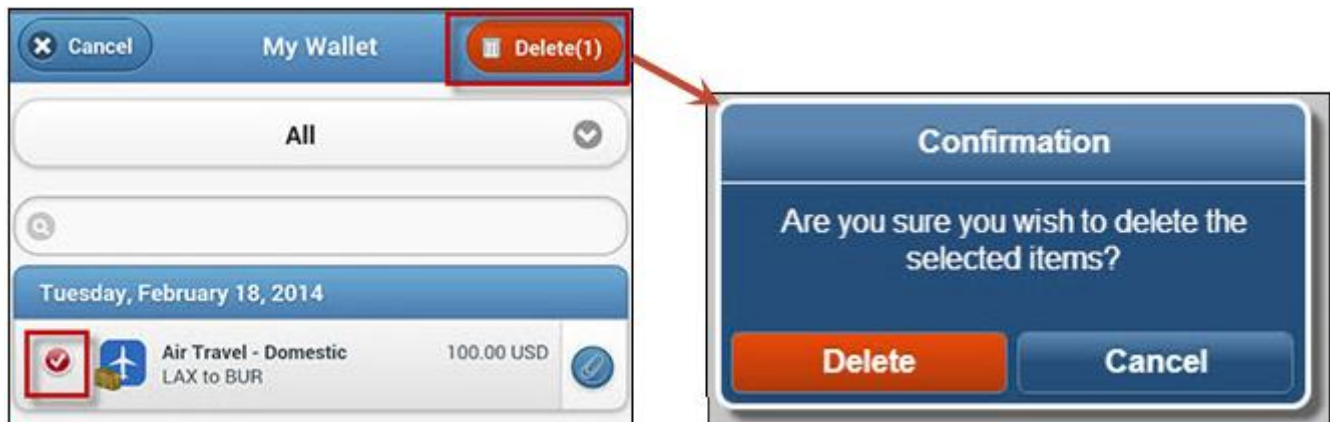 Cancel
My Wallet
Delete(1)
All
Tuesday, February 18, 2014
Air Travel - Domestic
100.00 USD
LAX to BUR
Confirmation
Are you sure you wish to delete the
selected items?
Delete
Cancel